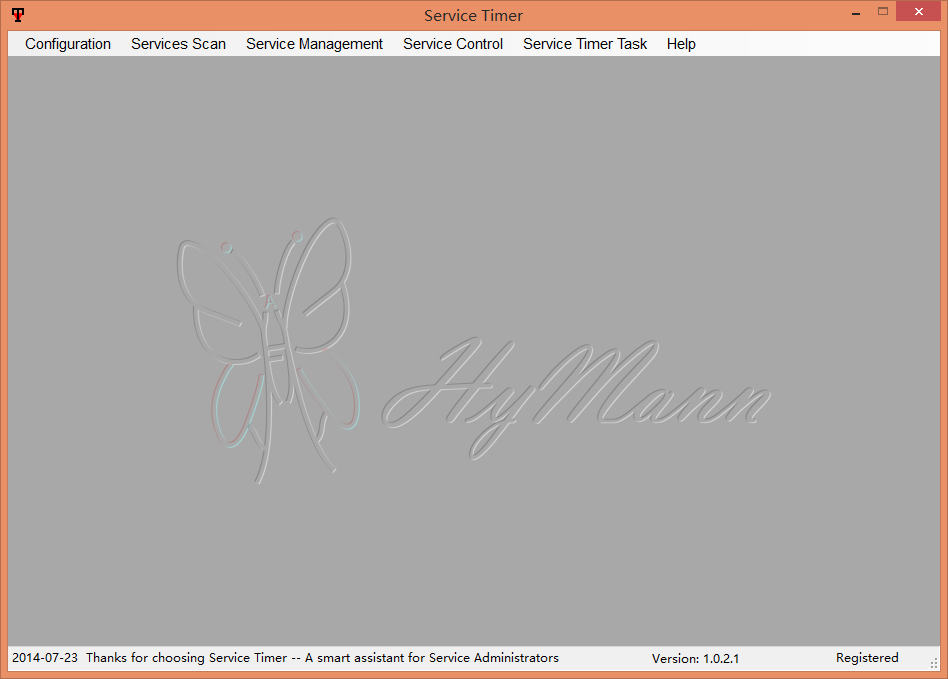 Service Timer
Configuration Services Scan Service Management Service Control Service Timer Task Help
HyMann
2014-07-23 Thanks for choosing Service Timer -- A smart assistant for Service Administrators Version: 1.0.2.1 Registered